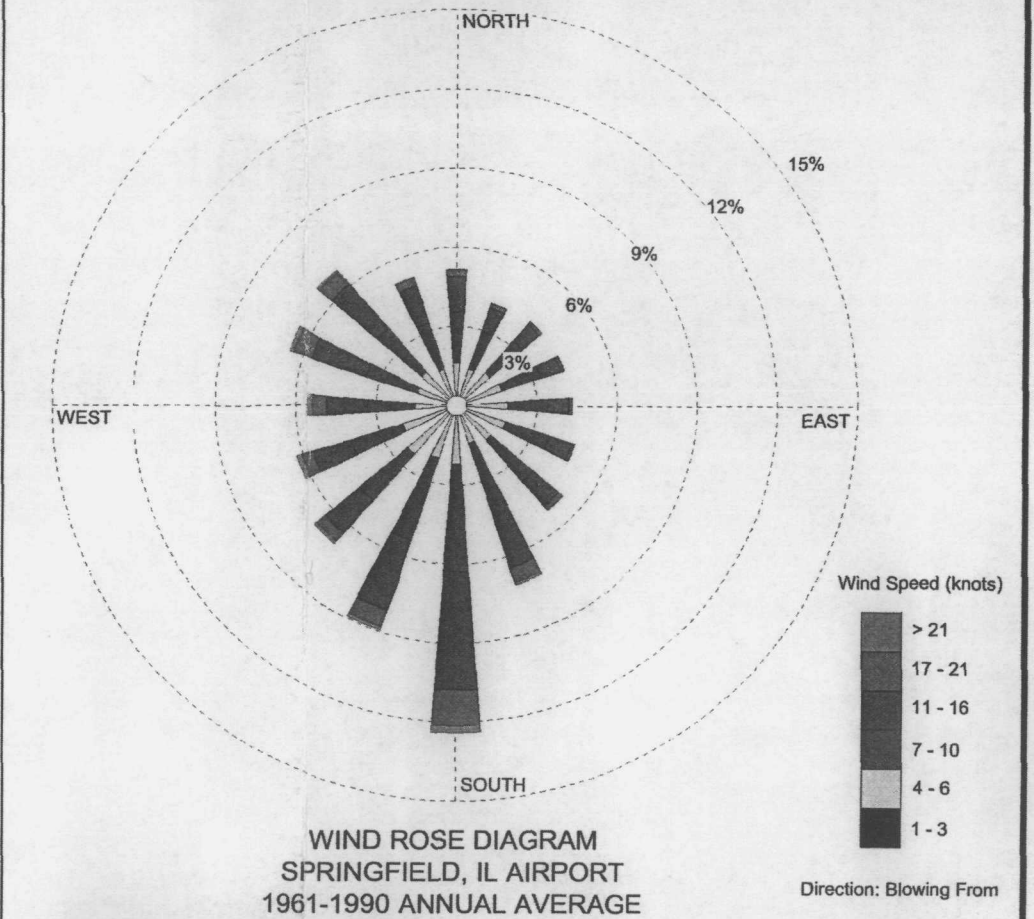 NORTH
15%
12%
9%
6%
3%
WEST
EAST
SOUTH
Wind Speed (knots)
> 21
17 - 21
11 - 16
7 - 10
4 - 6
1 - 3
WIND ROSE DIAGRAM
SPRINGFIELD, IL AIRPORT
1961-1990 ANNUAL AVERAGE
Direction: Blowing From